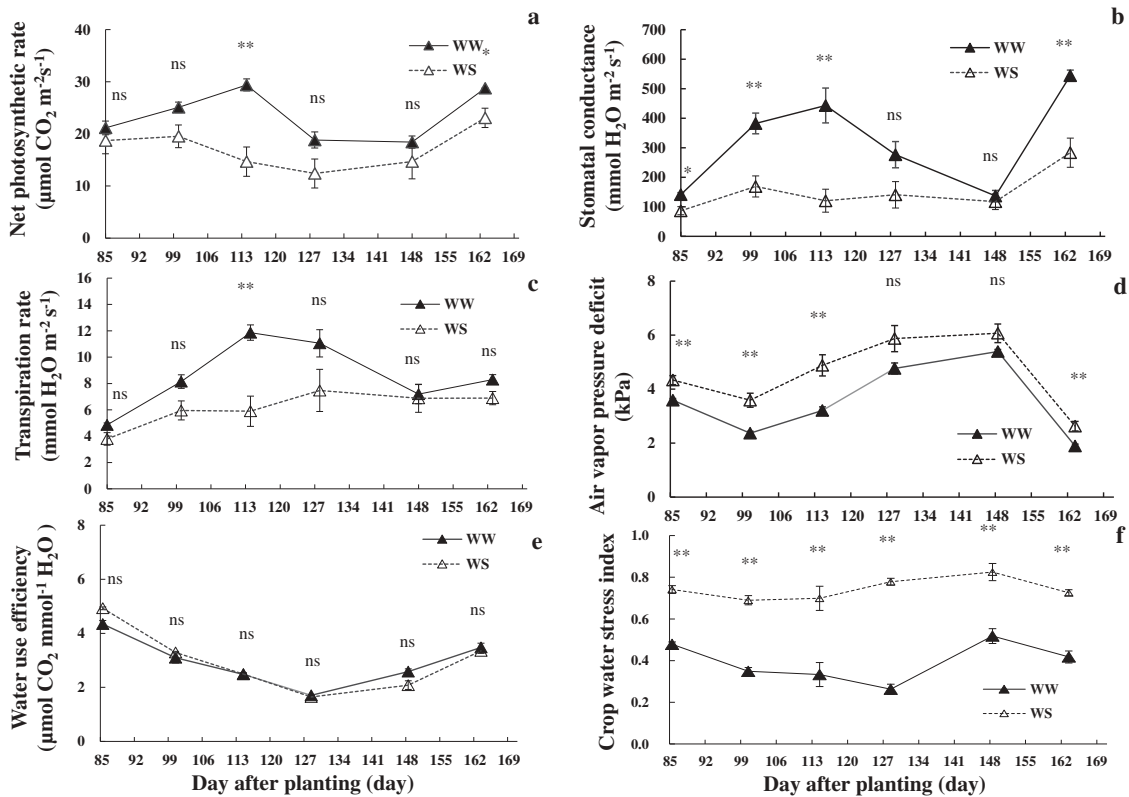 a
Net photosynthetic rate
(μmol CO₂ m⁻²s⁻¹)
40
30
20
10
0
ns
ns
**
ns
ns
*
WW
WS
85 92 99 106 113 120 127 134 141 148 155 162 169
b
Stomatal conductance
(mmol H₂O m⁻² s⁻¹)
700
600
500
400
300
200
100
0
*
**
**
ns
ns
**
WW
WS
85 92 99 106 113 120 127 134 141 148 155 162 169
c
Transpiration rate
(mmol H₂O m⁻² s⁻¹)
16
14
12
10
8
6
4
2
0
ns
ns
**
ns
ns
ns
WW
WS
85 92 99 106 113 120 127 134 141 148 155 162 169
d
Air vapor pressure deficit
(kPa)
8
6
4
2
0
**
**
**
ns
ns
**
WW
WS
85 92 99 106 113 120 127 134 141 148 155 162 169
e
Water use efficiency
(μmol CO₂ mmol⁻¹ H₂O )
8
6
4
2
0
ns
ns
ns
ns
ns
ns
WW
WS
85 92 99 106 113 120 127 134 141 148 155 162 169
Day after planting (day)
f
Crop water stress index
1.0
0.8
0.6
0.4
0.2
0.0
**
**
**
**
**
**
WW
WS
85 92 99 106 113 120 127 134 141 148 155 162 169
Day after planting (day)